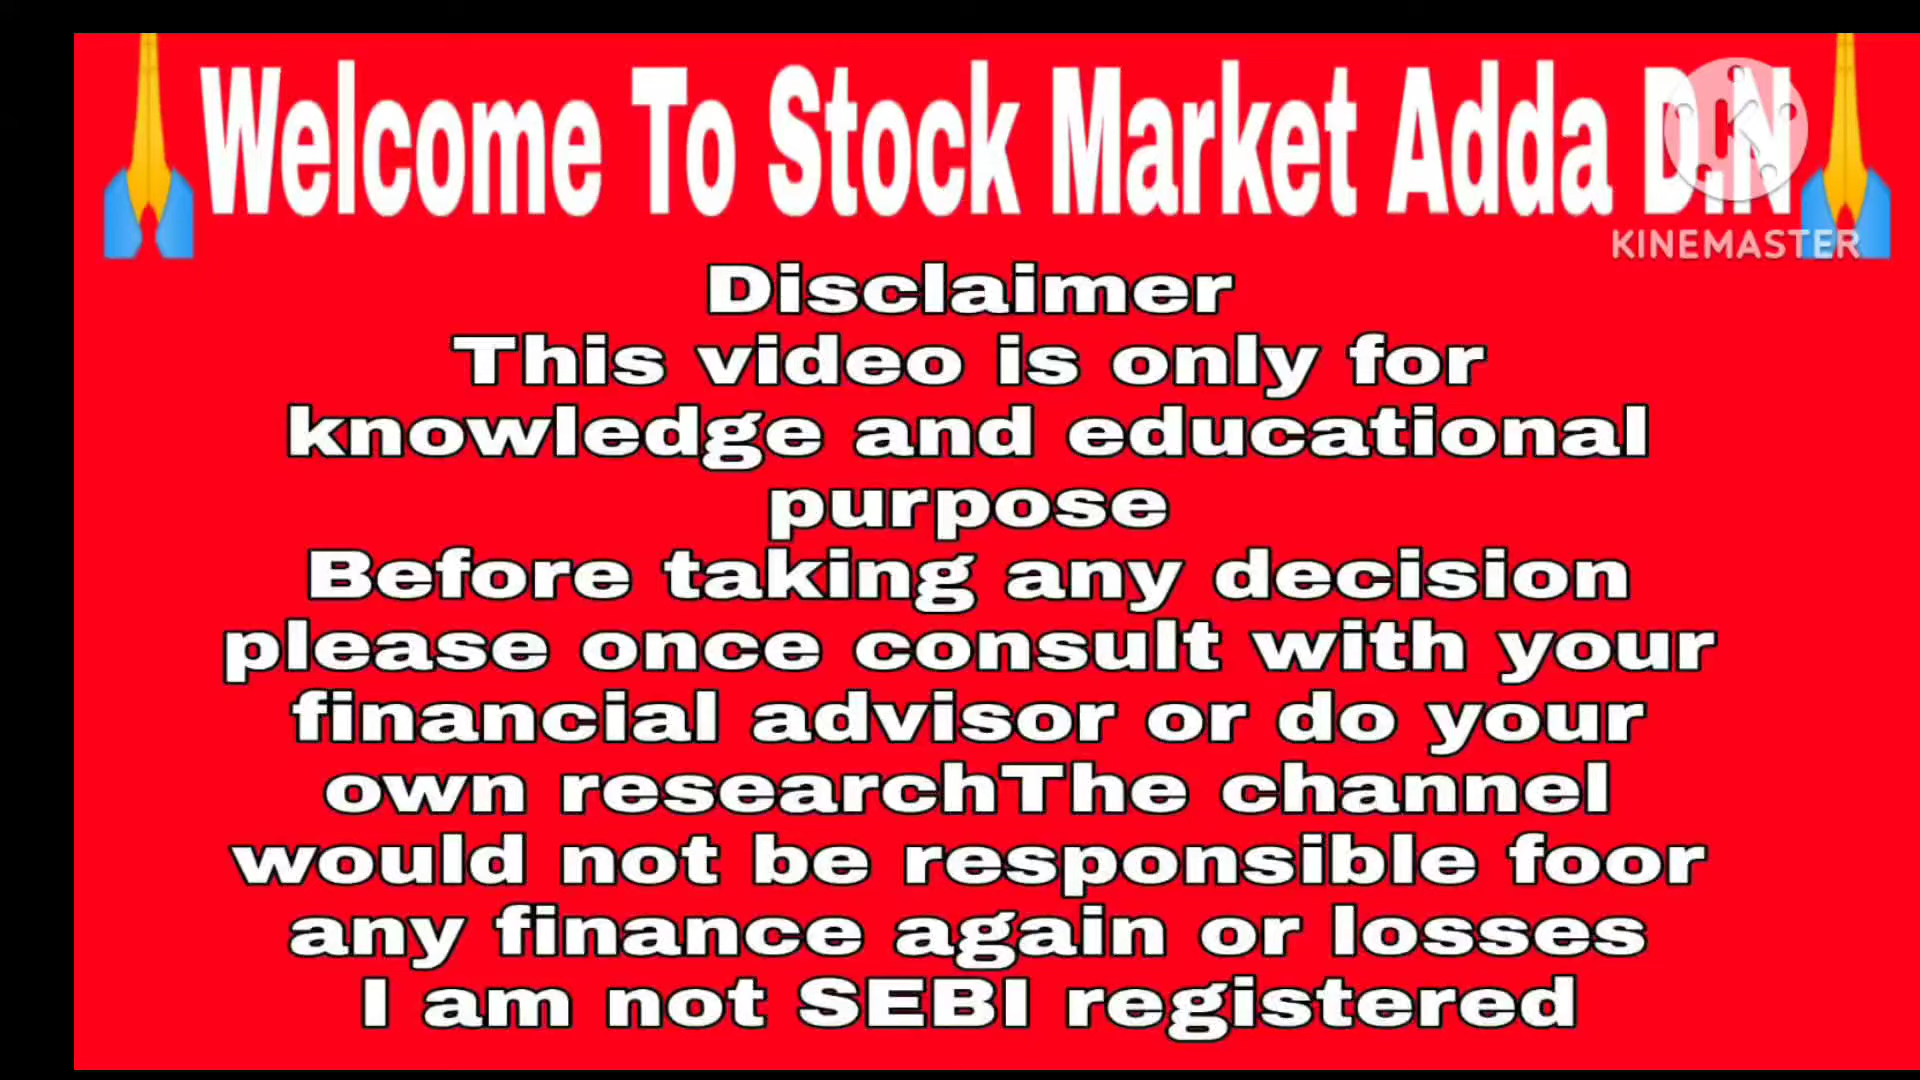 Welcome To Stock Market Adda D.N
KINEMASTER
Disclaimer
This video is only for
knowledge and educational
purpose
Before taking any decision
please once consult with your
financial advisor or do your
own researchThe channel
would not be responsible foor
any finance again or losses
I am not SEBI registered